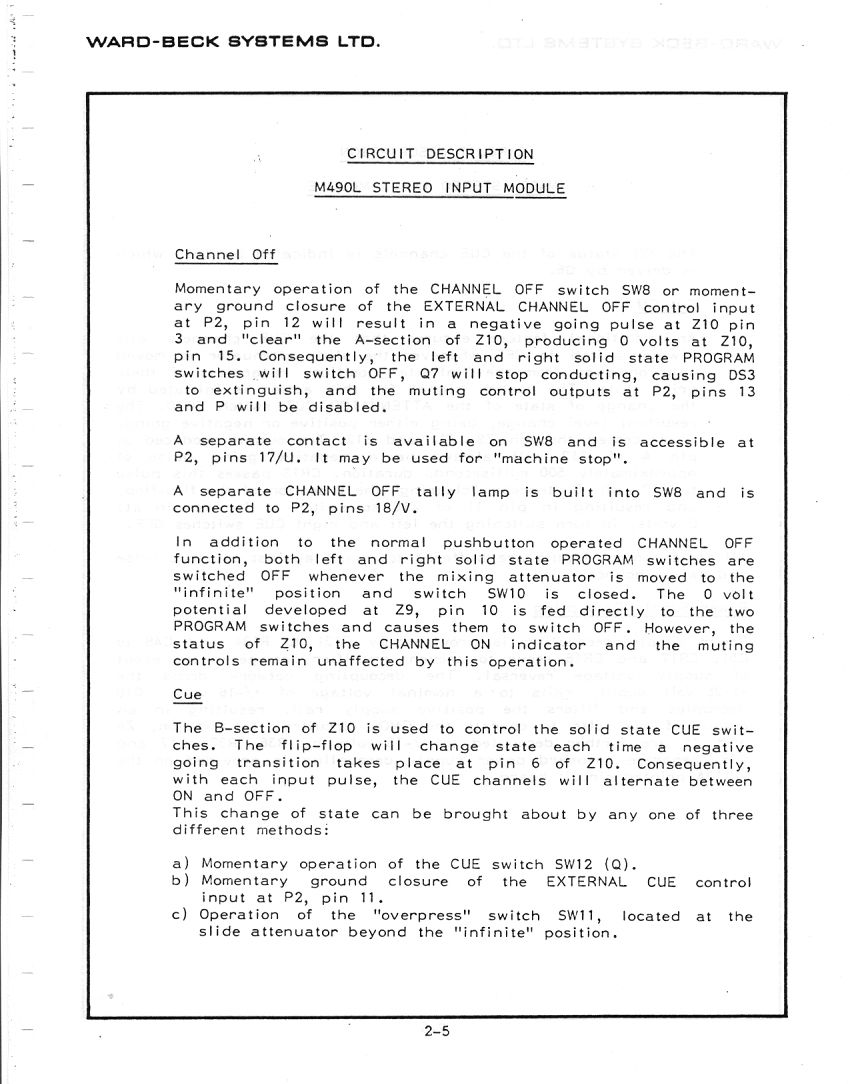 WARD-BECK SYSTEMS LTD.
CIRCUIT DESCRIPTION
M490L STEREO INPUT MODULE
Channel Off
Momentary operation of the CHANNEL OFF switch SW8 or moment-
ary ground closure of the EXTERNAL CHANNEL OFF control input
at P2, pin 12 will result in a negative going pulse at Z10 pin
3 and "clear" the A-section of Z10, producing 0 volts at Z10,
pin 15. Consequently, the left and right solid state PROGRAM
switches will switch OFF, Q7 will stop conducting, causing DS3
to extinguish, and the muting control outputs at P2, pins 13
and P will be disabled.
A separate contact is available on SW8 and is accessible at
P2, pins 17/U. It may be used for "machine stop".
A separate CHANNEL OFF tally lamp is built into SW8 and is
connected to P2, pins 18/V.
In addition to the normal pushbutton operated CHANNEL OFF
function, both left and right solid state PROGRAM switches are
switched OFF whenever the mixing attenuator is moved to the
"infinite" position and switch SW10 is closed. The 0 volt
potential developed at Z9, pin 10 is fed directly to the two
PROGRAM switches and causes them to switch OFF. However, the
status of Z10, the CHANNEL ON indicator and the muting
controls remain unaffected by this operation.
Cue
The B-section of Z10 is used to control the solid state CUE swit-
ches. The flip-flop will change state each time a negative
going transition takes place at pin 6 of Z10. Consequently,
with each input pulse, the CUE channels will alternate between
ON and OFF.
This change of state can be brought about by any one of three
different methods:
a) Momentary operation of the CUE switch SW12 (Q).
b) Momentary ground closure of the EXTERNAL CUE control
input at P2, pin 11.
c) Operation of the "overpress" switch SW11, located at the
slide attenuator beyond the "infinite" position.
2-5